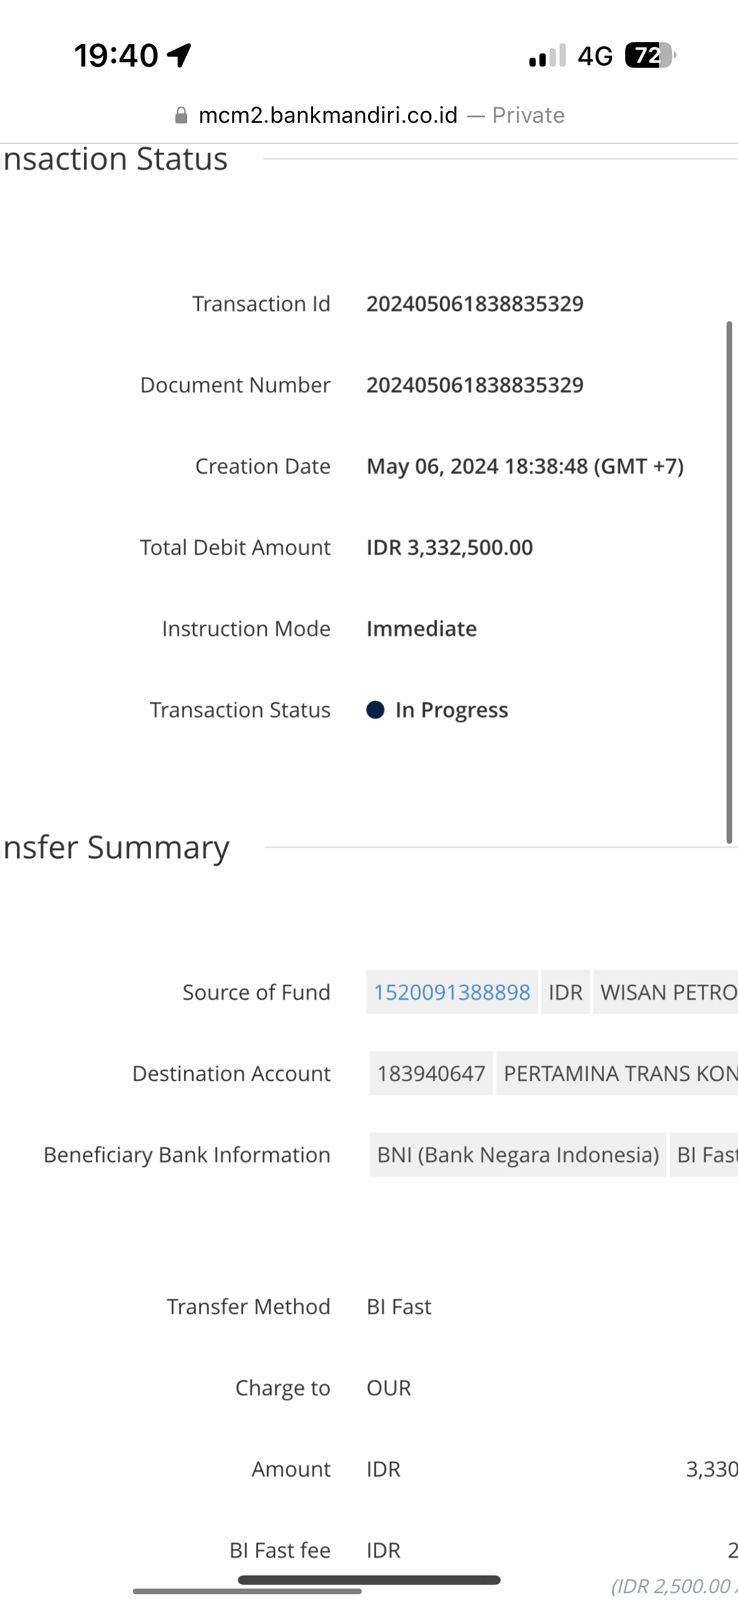 19:40 4G 72
mcm2.bankmandiri.co.id — Private
nsaction Status
Transaction Id 202405061838835329
Document Number 202405061838835329
Creation Date May 06, 2024 18:38:48 (GMT +7)
Total Debit Amount IDR 3,332,500.00
Instruction Mode Immediate
Transaction Status In Progress
nsfer Summary
Source of Fund 1520091388898 IDR WISAN PETRO
Destination Account 183940647 PERTAMINA TRANS KON
Beneficiary Bank Information BNI (Bank Negara Indonesia) BI Fast
Transfer Method BI Fast
Charge to OUR
Amount IDR 3,330
BI Fast fee IDR 2
(IDR 2,500.00 /